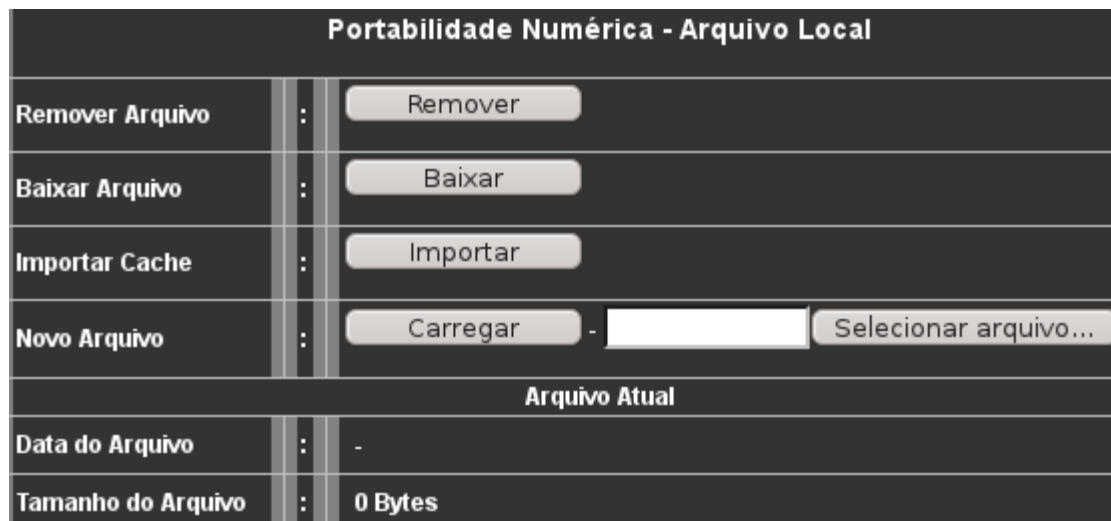 Portabilidade Numérica - Arquivo Local
Remover Arquivo : Remover
Baixar Arquivo : Baixar
Importar Cache : Importar
Novo Arquivo : Carregar - Selecionar arquivo...
Arquivo Atual
Data do Arquivo : -
Tamanho do Arquivo : 0 Bytes